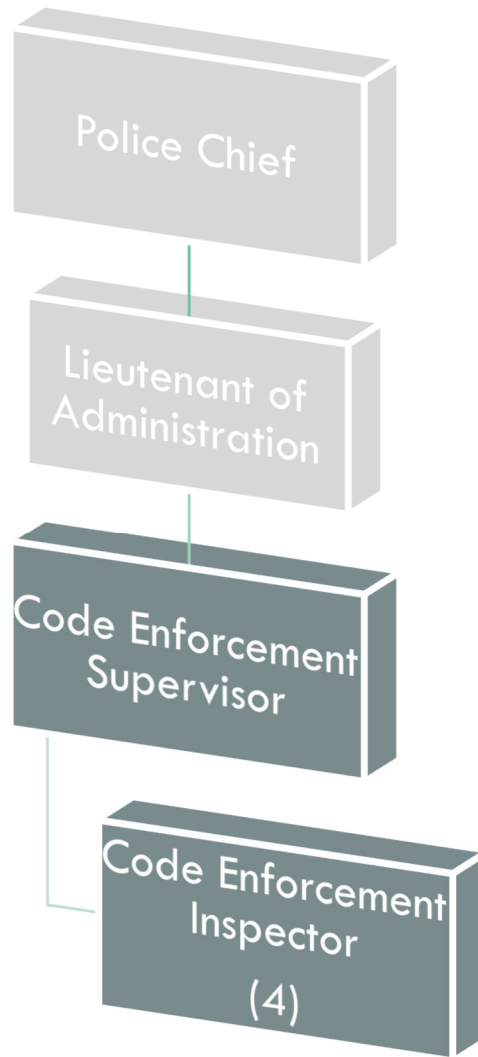 Police Chief
Lieutenant of
Administration
Code Enforcement
Supervisor
Code Enforcement
Inspector
(4)